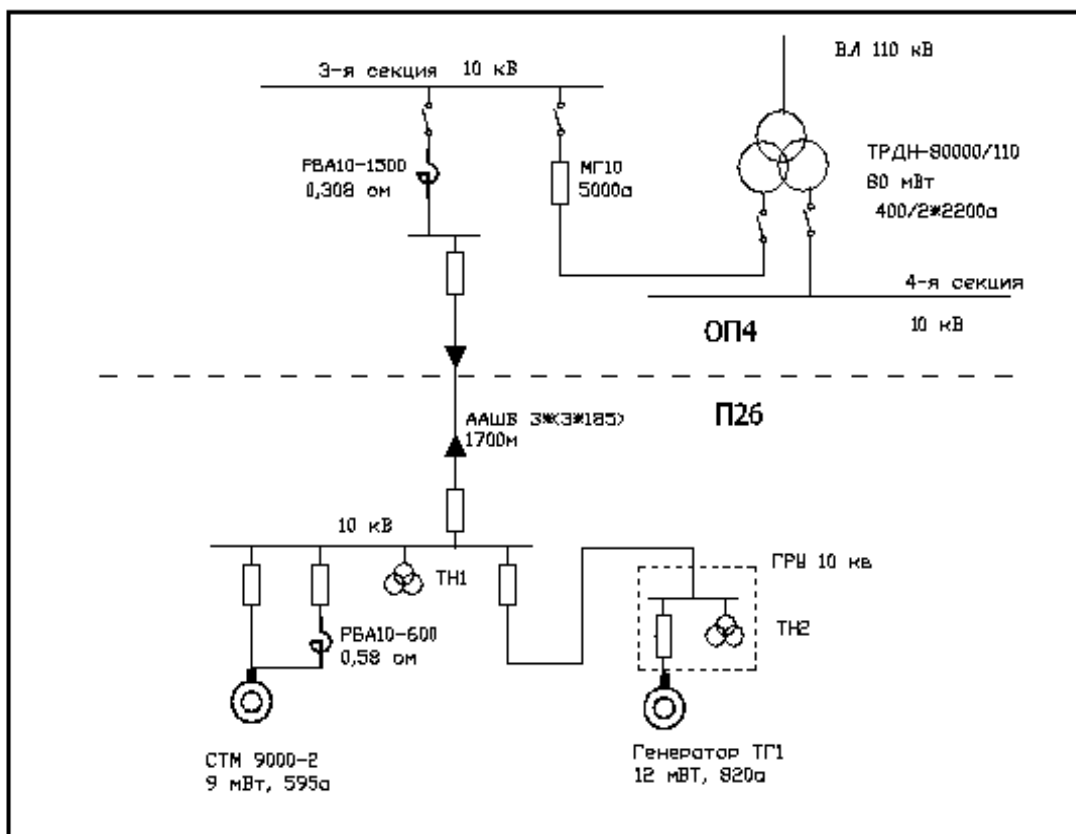 3-я секция 10 кВ
ВЛ 110 кВ
РБА10-1500
0,308 ом
МГ10
5000а
ТРДН-80000/110
80 мВт
400/2*2200а
4-я секция
10 кВ
ОП4
П26
ААШВ 3*(3*185)
1700м
10 кВ
ТН1
ГРУ 10 кв
ТН2
РБА10-600
0,58 ом
СТМ 9000-2
9 мВт, 595а
Генератор ТГ1
12 мВТ, 820а